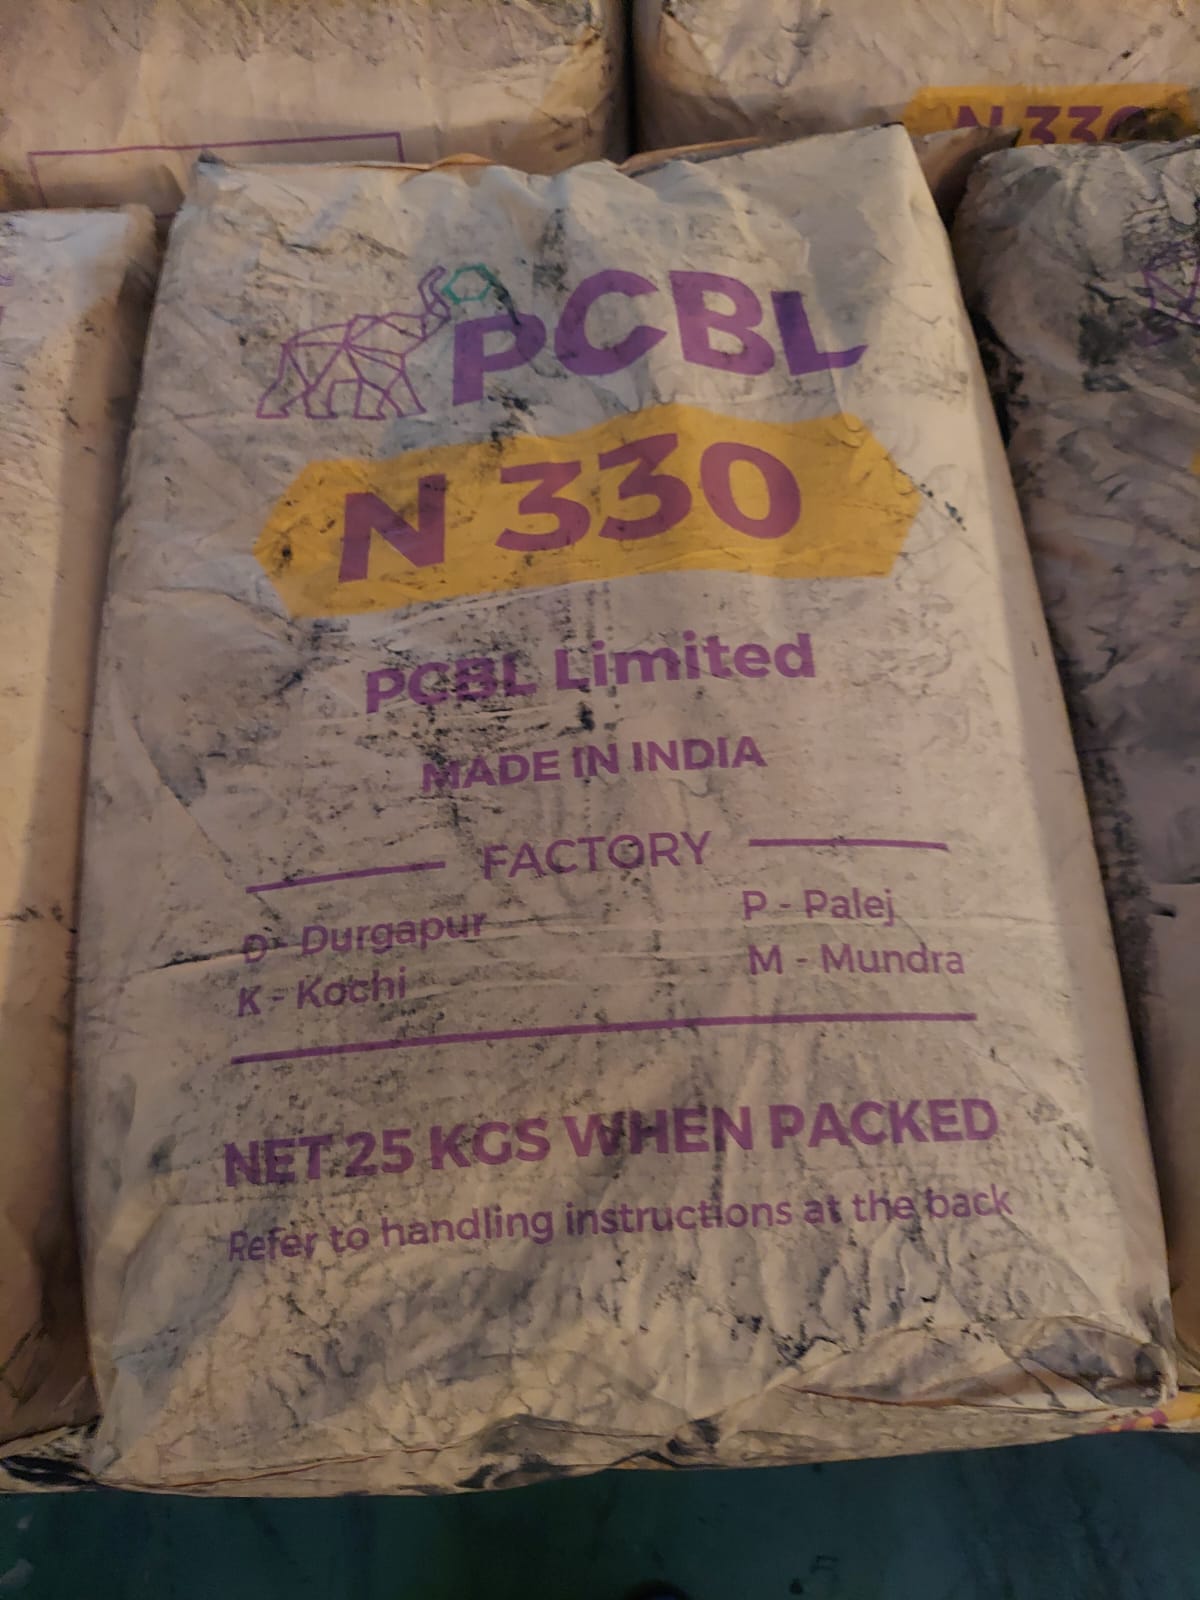 N 330
PCBL
N 330
PCBL Limited
MADE IN INDIA
FACTORY
D - Durgapur
P - Palej
K - Kochi
M - Mundra
NET 25 KGS WHEN PACKED
Refer to handling instructions at the back